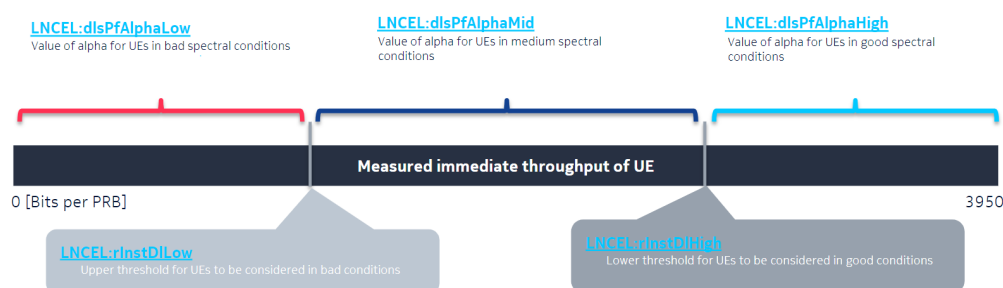 LNCEL:dlsPfAlphaLow
Value of alpha for UEs in bad spectral conditions
LNCEL:dlsPfAlphaMid
Value of alpha for UEs in medium spectral
conditions
LNCEL:dlsPfAlphaHigh
Value of alpha for UEs in good spectral
conditions
Measured immediate throughput of UE
0 [Bits per PRB]
3950
LNCEL:rInstDlLow
Upper threshold for UEs to be considered in bad conditions
LNCEL:rInstDlHigh
Lower threshold for UEs to be considered in good conditions